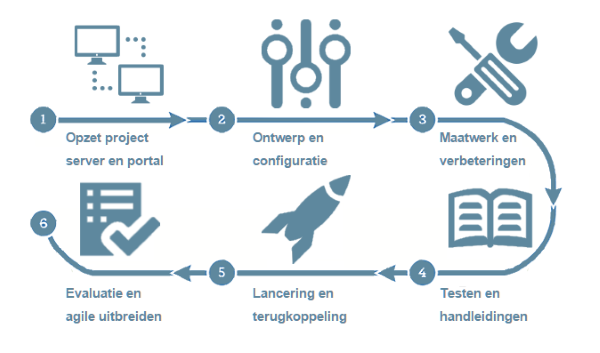 1
Opzet project
server en portal
2
Ontwerp en
configuratie
3
Maatwerk en
verbeteringen
4
Testen en
handleidingen
5
Lancering en
terugkoppeling
6
Evaluatie en
agile uitbreiden